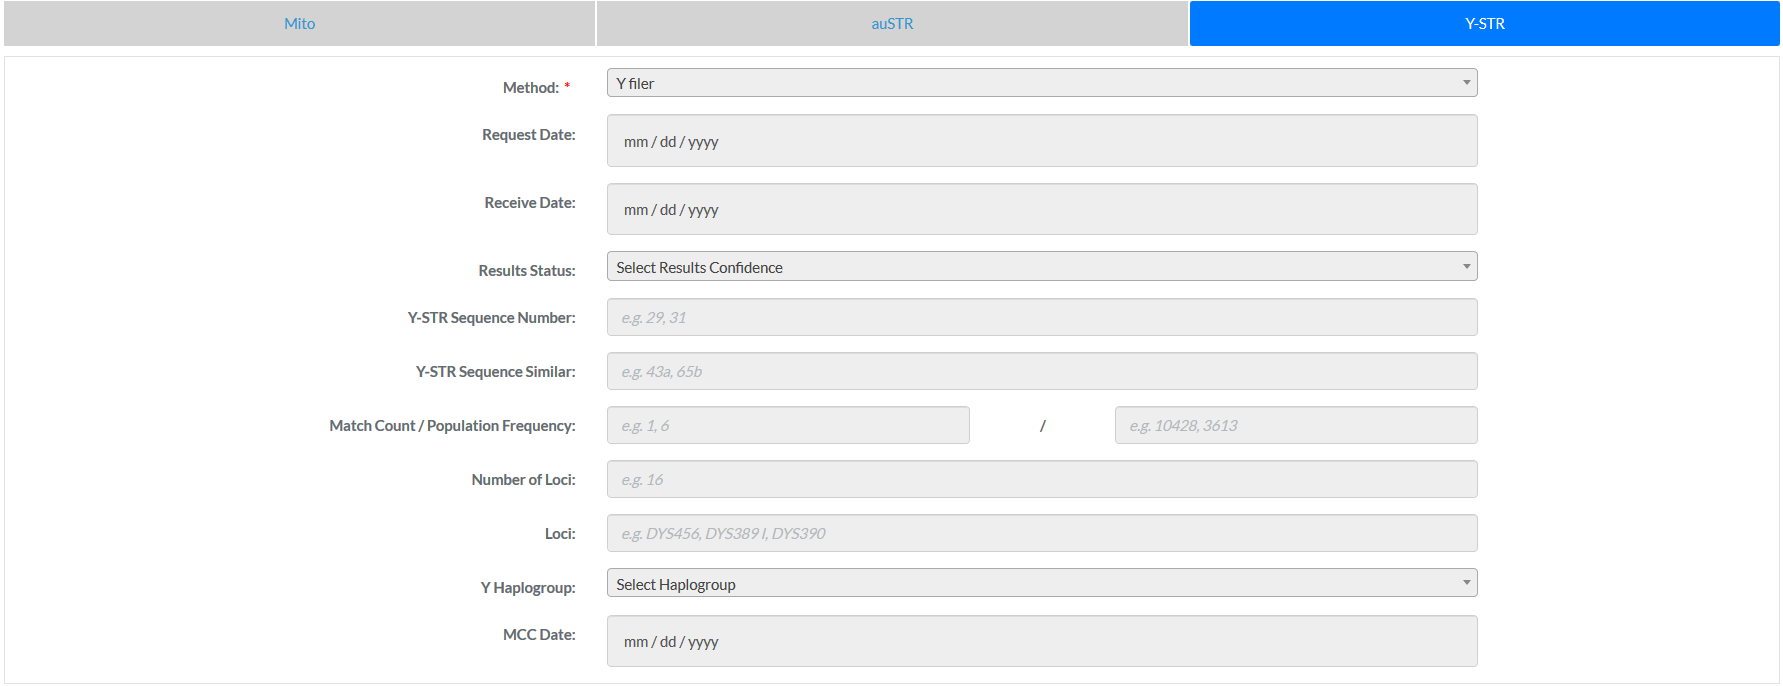 Mito auSTR Y-STR
Method: * Y filer
Request Date: mm / dd / yyyy
Receive Date: mm / dd / yyyy
Results Status: Select Results Confidence
Y-STR Sequence Number: e.g. 29, 31
Y-STR Sequence Similar: e.g. 43a, 65b
Match Count / Population Frequency: e.g. 1, 6 / e.g. 10428, 3613
Number of Loci: e.g. 16
Loci: e.g. DYS456, DYS389 I, DYS390
Y Haplogroup: Select Haplogroup
MCC Date: mm / dd / yyyy